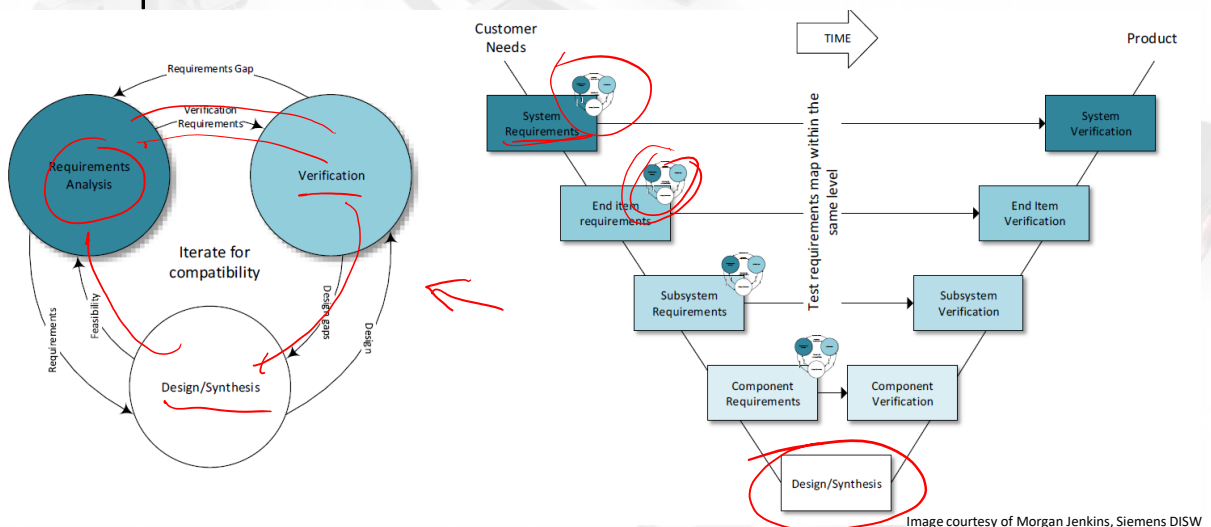 Requirements Gap
Verification
Requirements
Requirements
Analysis
Verification
Iterate for
compatibility
Requirements
Feasibility
Design gaps
Design
Design/Synthesis
Customer
Needs
TIME
Product
System
Requirements
System
Verification
Test requirements map within the
same level
End item
requirements
End Item
Verification
Subsystem
Requirements
Subsystem
Verification
Component
Requirements
Component
Verification
Design/Synthesis
Image courtesy of Morgan Jenkins, Siemens DISW